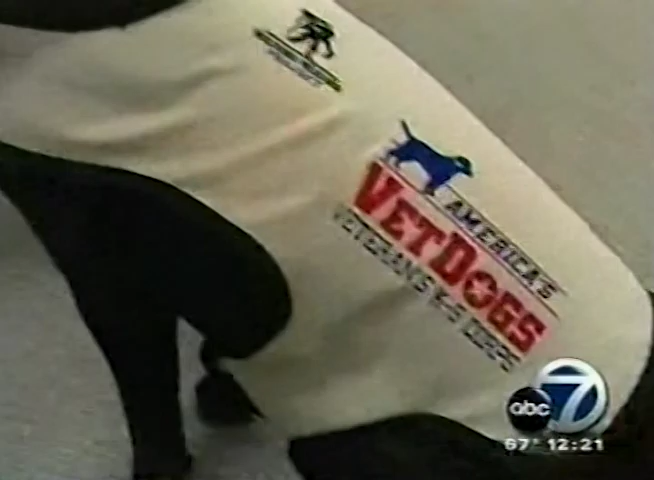 AMERICA'S
VETDOGS
VETERANS K-9 CORPS
abc 7
67° 12:21